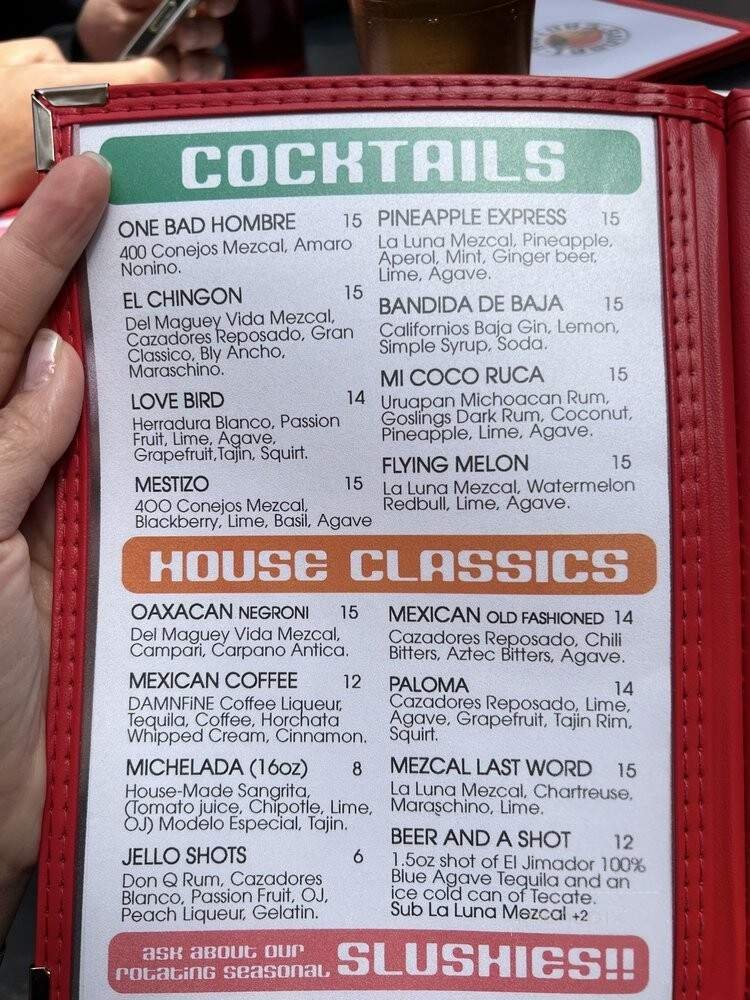 COCKTAILS
ONE BAD HOMBRE 15
400 Conejos Mezcal, Amaro
Nonino.
EL CHINGON 15
Del Maguey Vida Mezcal,
Cazadores Reposado, Gran
Classico, Bly Ancho,
Maraschino.
LOVE BIRD 14
Herradura Blanco, Passion
Fruit, Lime, Agave,
Grapefruit,Tajin, Squirt.
MESTIZO 15
400 Conejos Mezcal,
Blackberry, Lime, Basil, Agave
PINEAPPLE EXPRESS 15
La Luna Mezcal, Pineapple,
Aperol, Mint, Ginger beer,
Lime, Agave.
BANDIDA DE BAJA 15
Californios Baja Gin, Lemon,
Simple Syrup, Soda.
MI COCO RUCA 15
Uruapan Michoacan Rum,
Goslings Dark Rum, Coconut,
Pineapple, Lime, Agave.
FLYING MELON 15
La Luna Mezcal, Watermelon
Redbull, Lime, Agave.
HOUSE CLASSICS
OAXACAN NEGRONI 15
Del Maguey Vida Mezcal,
Campari, Carpano Antica.
MEXICAN COFFEE 12
DAMNFiNE Coffee Liqueur,
Tequila, Coffee, Horchata
Whipped Cream, Cinnamon.
MICHELADA (16oz) 8
House-Made Sangrita,
(Tomato juice, Chipotle, Lime,
OJ) Modelo Especial, Tajin.
JELLO SHOTS 6
Don Q Rum, Cazadores
Blanco, Passion Fruit, OJ,
Peach Liqueur, Gelatin.
MEXICAN OLD FASHIONED 14
Cazadores Reposado, Chili
Bitters, Aztec Bitters, Agave.
PALOMA 14
Cazadores Reposado, Lime,
Agave, Grapefruit, Tajin Rim,
Squirt.
MEZCAL LAST WORD 15
La Luna Mezcal, Chartreuse,
Maraschino, Lime.
BEER AND A SHOT 12
1.5oz shot of El Jimador 100%
Blue Agave Tequila and an
ice cold can of Tecate.
Sub La Luna Mezcal +2
ask about our
rotating seasonal SLUSHIES!!